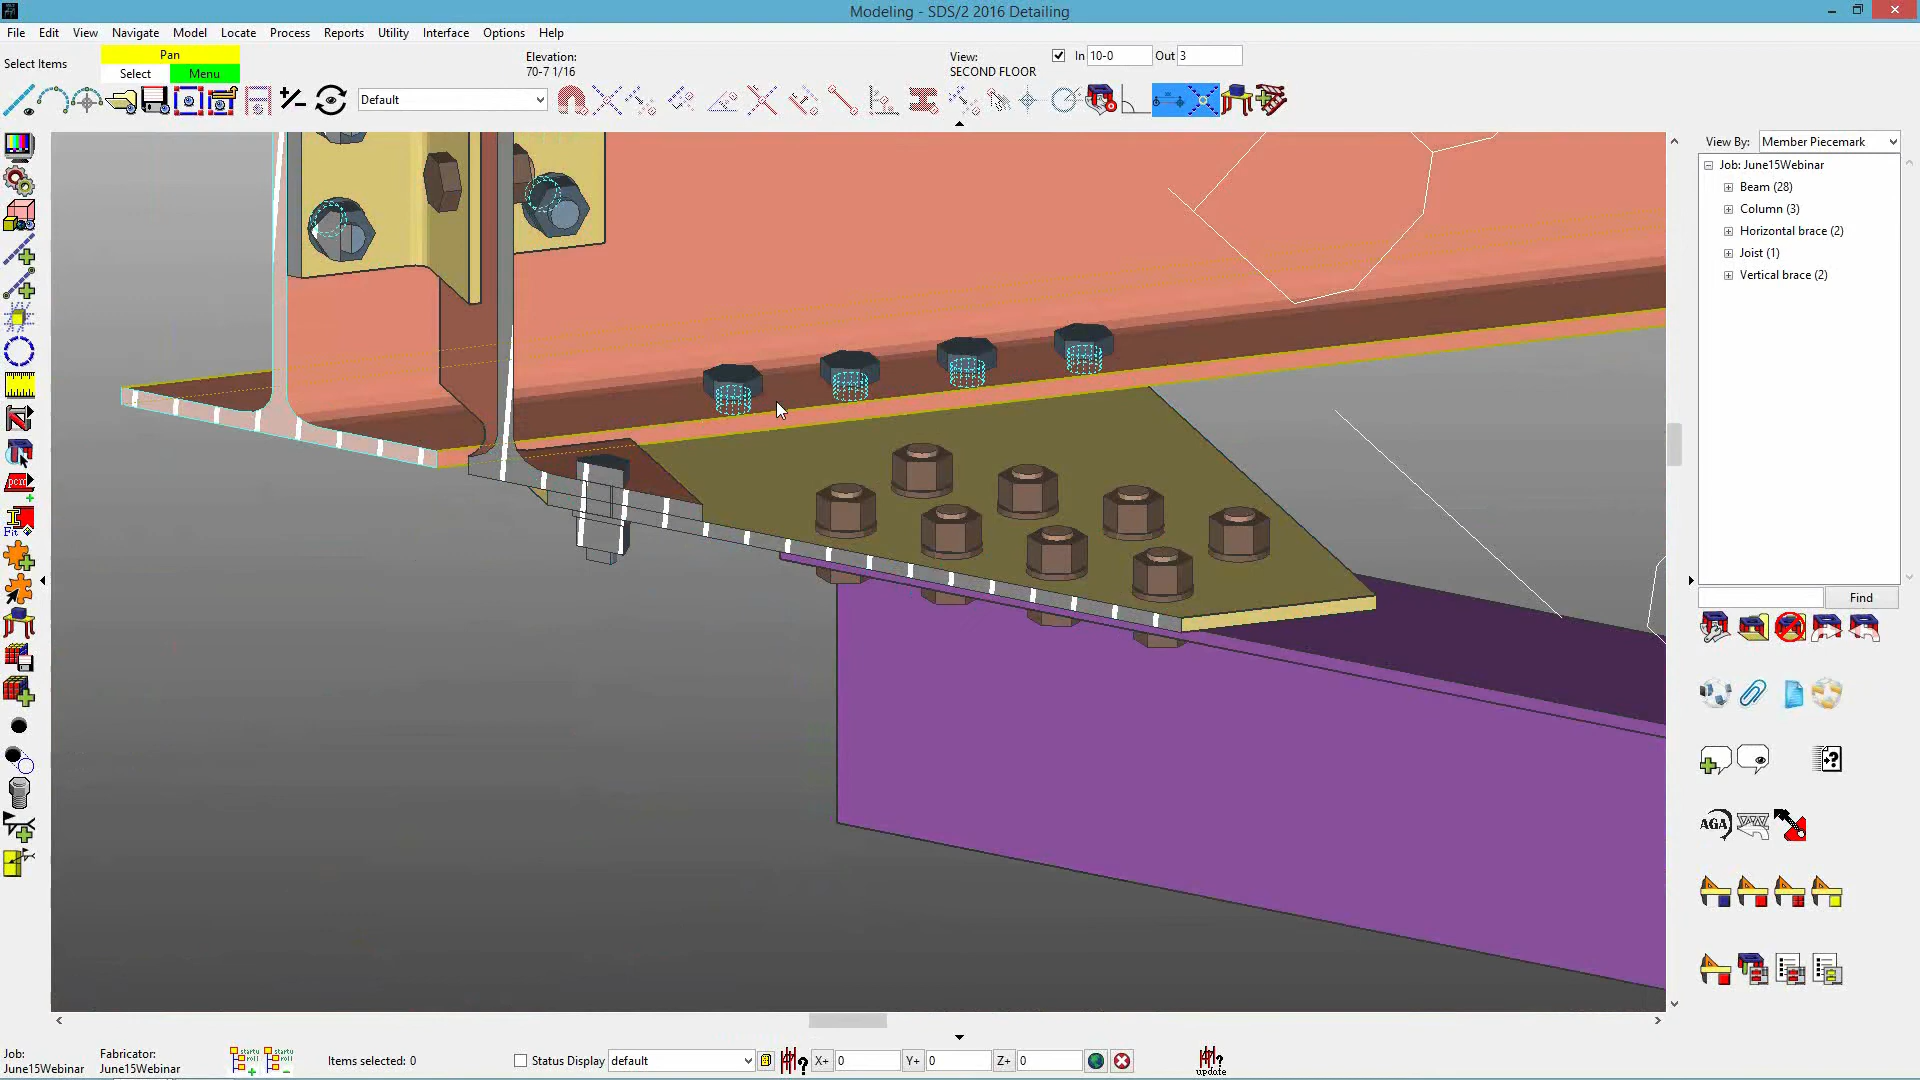 Modeling - SDS/2 2016 Detailing
File Edit View Navigate Model Locate Process Reports Utility Interface Options Help
Select Items
Pan
Select Menu
Elevation:
70-7 1/16
View:
SECOND FLOOR
In 10-0 Out 3
Default
View By: Member Piecemark
Job: June15Webinar
Beam (28)
Column (3)
Horizontal brace (2)
Joist (1)
Vertical brace (2)
Find
pcm
Fit
AGA
Job:
June15Webinar
Fabricator:
June15Webinar
Items selected: 0
Status Display default
X+ 0 Y+ 0 Z+ 0
update